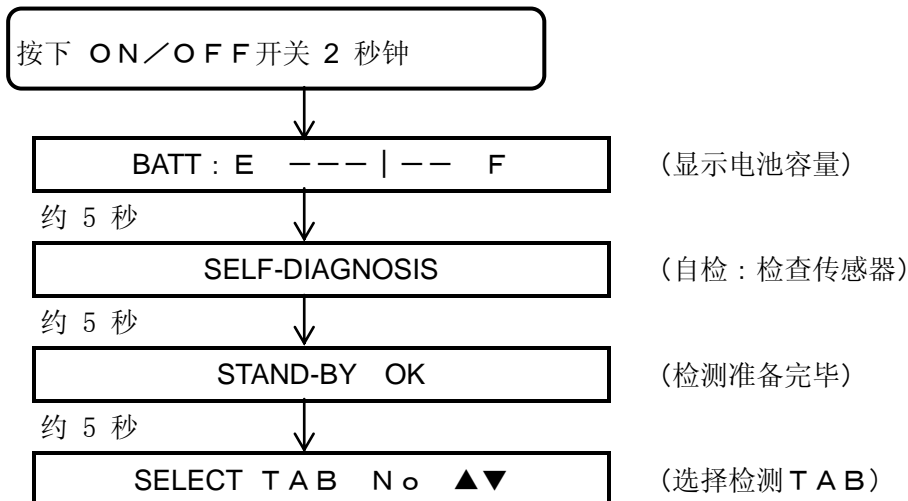 按下 ＯＮ／ＯＦＦ开关 2 秒钟
BATT：E －－－｜－－ F （显示电池容量）
约 5 秒
SELF-DIAGNOSIS （自检：检查传感器）
约 5 秒
STAND-BY OK （检测准备完毕）
约 5 秒
SELECT ＴＡＢ Ｎｏ ▲▼ （选择检测ＴＡＢ）